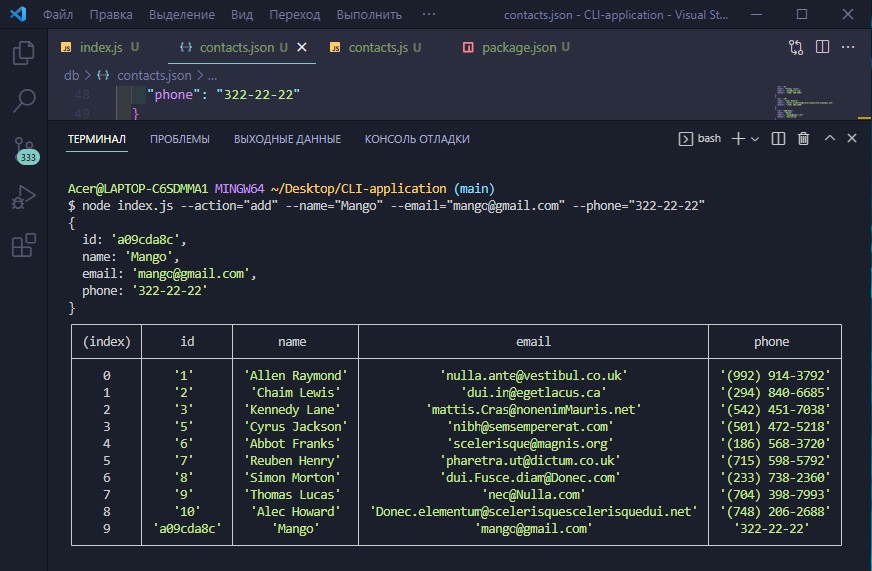 Файл Правка Выделение Вид Переход Выполнить ··· contacts.json - CLI-application - Visual St...
JS index.js U {·} contacts.json U JS contacts.js U package.json U
db > {·} contacts.json > ...
48 "phone": "322-22-22"
49 }
333
ТЕРМИНАЛ ПРОБЛЕМЫ ВЫХОДНЫЕ ДАННЫЕ КОНСОЛЬ ОТЛАДКИ bash
Acer@LAPTOP-C6SDMMA1 MINGW64 ~/Desktop/CLI-application (main)
$ node index.js --action="add" --name="Mango" --email="mango@gmail.com" --phone="322-22-22"
{
id: 'a09cda8c',
name: 'Mango',
email: 'mango@gmail.com',
phone: '322-22-22'
}
(index) id name email phone
0 '1' 'Allen Raymond' 'nulla.ante@vestibul.co.uk' '(992) 914-3792'
1 '2' 'Chaim Lewis' 'dui.in@egetlacus.ca' '(294) 840-6685'
2 '3' 'Kennedy Lane' 'mattis.Cras@nonenimMauris.net' '(542) 451-7038'
3 '5' 'Cyrus Jackson' 'nibh@semsempererat.com' '(501) 472-5218'
4 '6' 'Abbot Franks' 'scelerisque@magnis.org' '(186) 568-3720'
5 '7' 'Reuben Henry' 'pharetra.ut@dictum.co.uk' '(715) 598-5792'
6 '8' 'Simon Morton' 'dui.Fusce.diam@Donec.com' '(233) 738-2360'
7 '9' 'Thomas Lucas' 'nec@Nulla.com' '(704) 398-7993'
8 '10' 'Alec Howard' 'Donec.elementum@scelerisquescelerisquedui.net' '(748) 206-2688'
9 'a09cda8c' 'Mango' 'mango@gmail.com' '322-22-22'